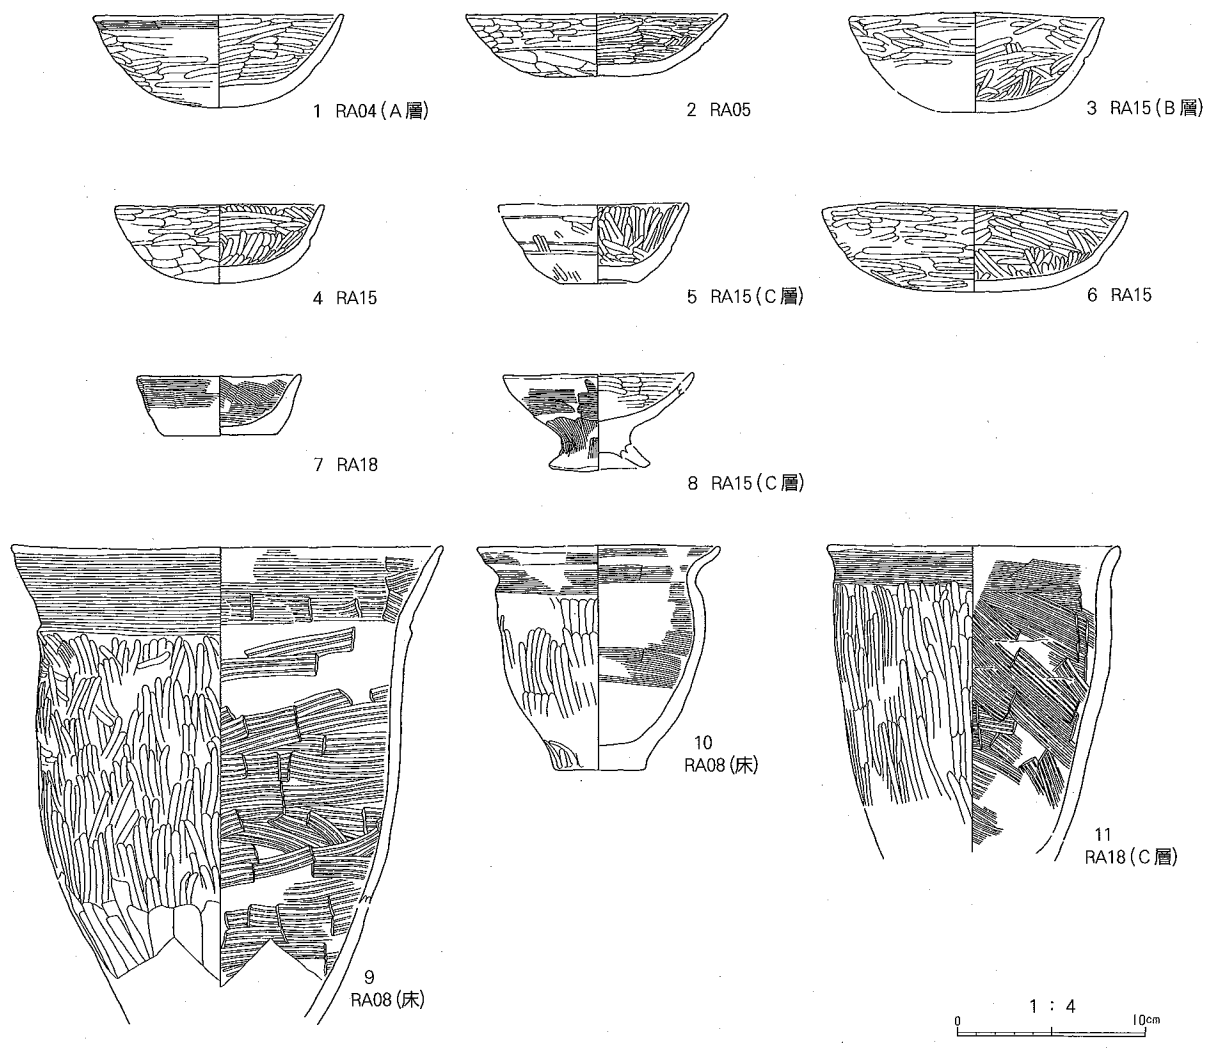 1 RA04(A層)
2 RA05
3 RA15(B層)
4 RA15
5 RA15(C層)
6 RA15
7 RA18
8 RA15(C層)
9
RA08(床)
10
RA08(床)
11
RA18(C層)
1:4
0 10cm